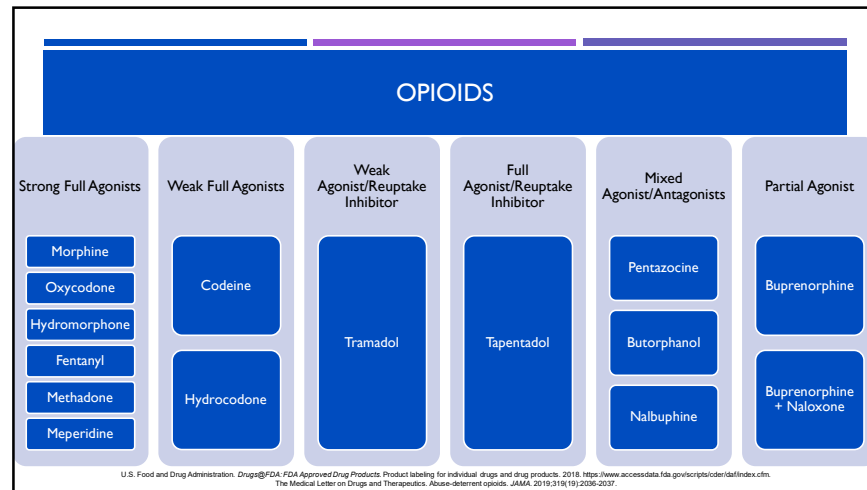 OPIOIDS
Strong Full Agonists
Morphine
Oxycodone
Hydromorphone
Fentanyl
Methadone
Meperidine
Weak Full Agonists
Codeine
Hydrocodone
Weak
Agonist/Reuptake
Inhibitor
Tramadol
Full
Agonist/Reuptake
Inhibitor
Tapentadol
Mixed
Agonist/Antagonists
Pentazocine
Butorphanol
Nalbuphine
Partial Agonist
Buprenorphine
Buprenorphine
+ Naloxone
U.S. Food and Drug Administration. Drugs@FDA: FDA Approved Drug Products. Product labeling for individual drugs and drug products. 2018. https://www.accessdata.fda.gov/scripts/cder/daf/index.cfm.
The Medical Letter on Drugs and Therapeutics. Abuse-deterrent opioids. JAMA. 2019;319(19):2036-2037.